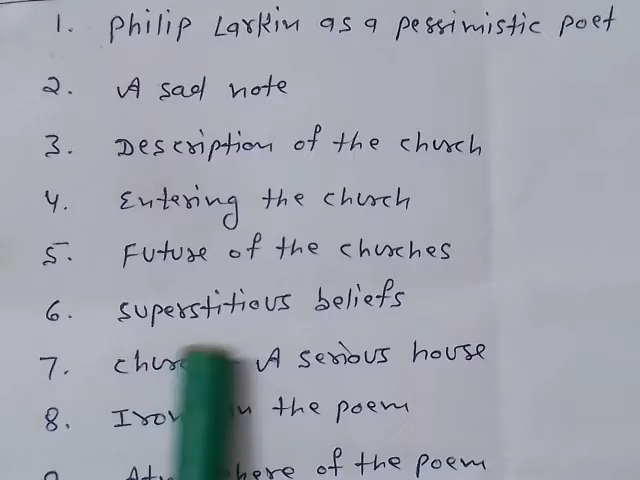 1. Philip Larkin as a pessimistic poet
2. A sad note
3. Description of the church
4. Entering the church
5. Future of the churches
6. Superstitious beliefs
7. A serious house
8. the poem
of the poem